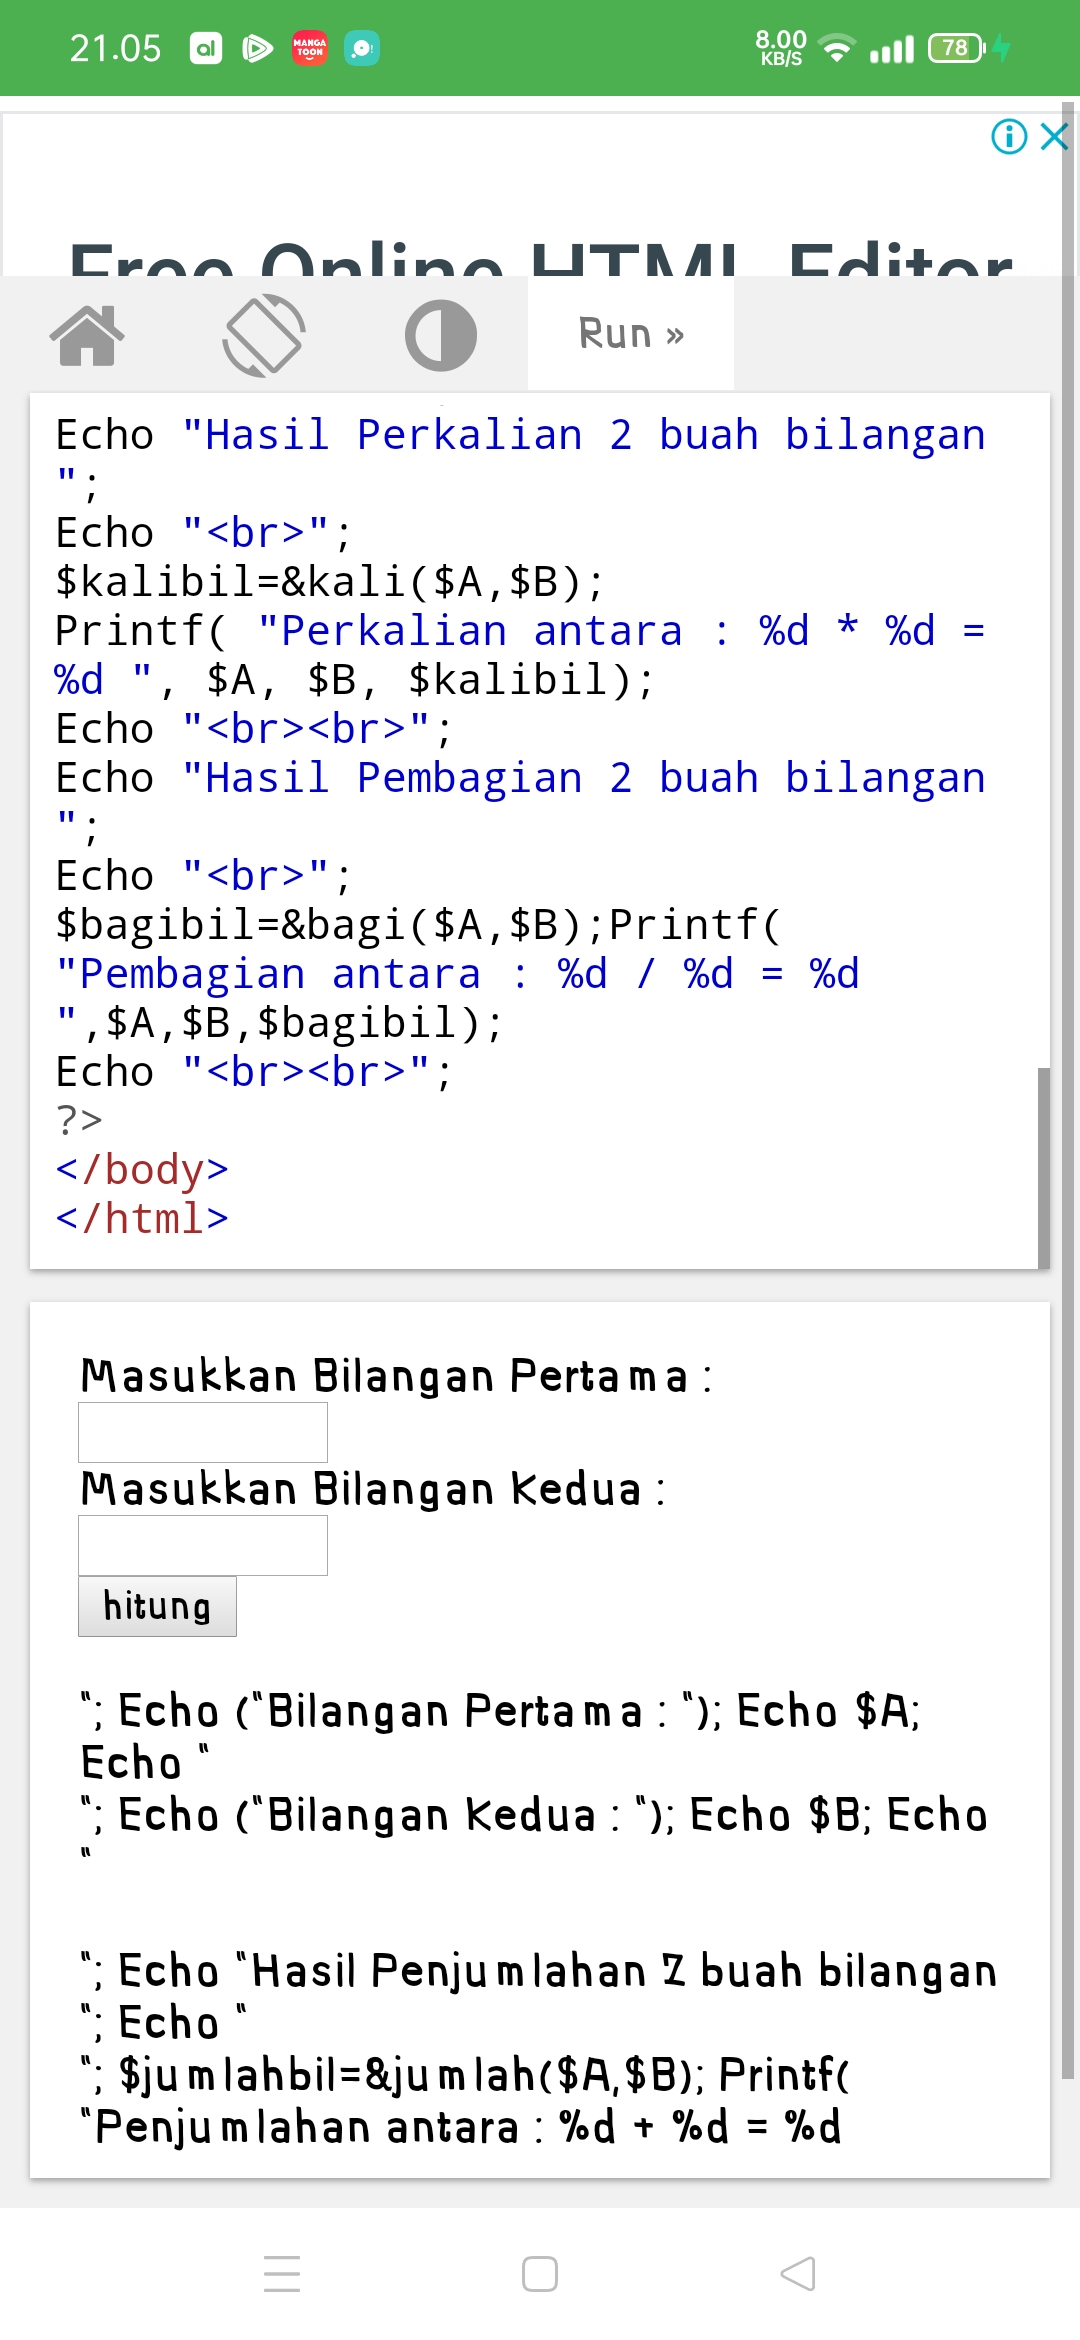 21.05 al MANGA TOON 8.00 KB/S 78
Free Online HTML Editor
Run »
Echo "Hasil Perkalian 2 buah bilangan
";
Echo "<br>";
$kalibil=&kali($A,$B);
Printf( "Perkalian antara : %d * %d =
%d ", $A, $B, $kalibil);
Echo "<br><br>";
Echo "Hasil Pembagian 2 buah bilangan
";
Echo "<br>";
$bagibil=&bagi($A,$B);Printf(
"Pembagian antara : %d / %d = %d
",$A,$B,$bagibil);
Echo "<br><br>";
?>
</body>
</html>
Masukkan Bilangan Pertama :
Masukkan Bilangan Kedua :
hitung
"; Echo ("Bilangan Pertama : "); Echo $A;
Echo "
"; Echo ("Bilangan Kedua : "); Echo $B; Echo
"
"; Echo "Hasil Penjumlahan 2 buah bilangan
"; Echo "
"; $jumlahbil=&jumlah($A,$B); Printf(
"Penjumlahan antara : %d + %d = %d